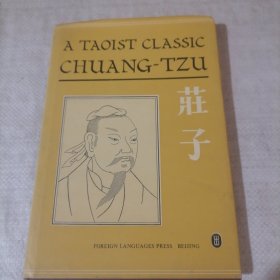 A TAOIST CLASSIC
CHUANG-TZU
莊
子
FOREIGN LANGUAGES PRESS BEIJING